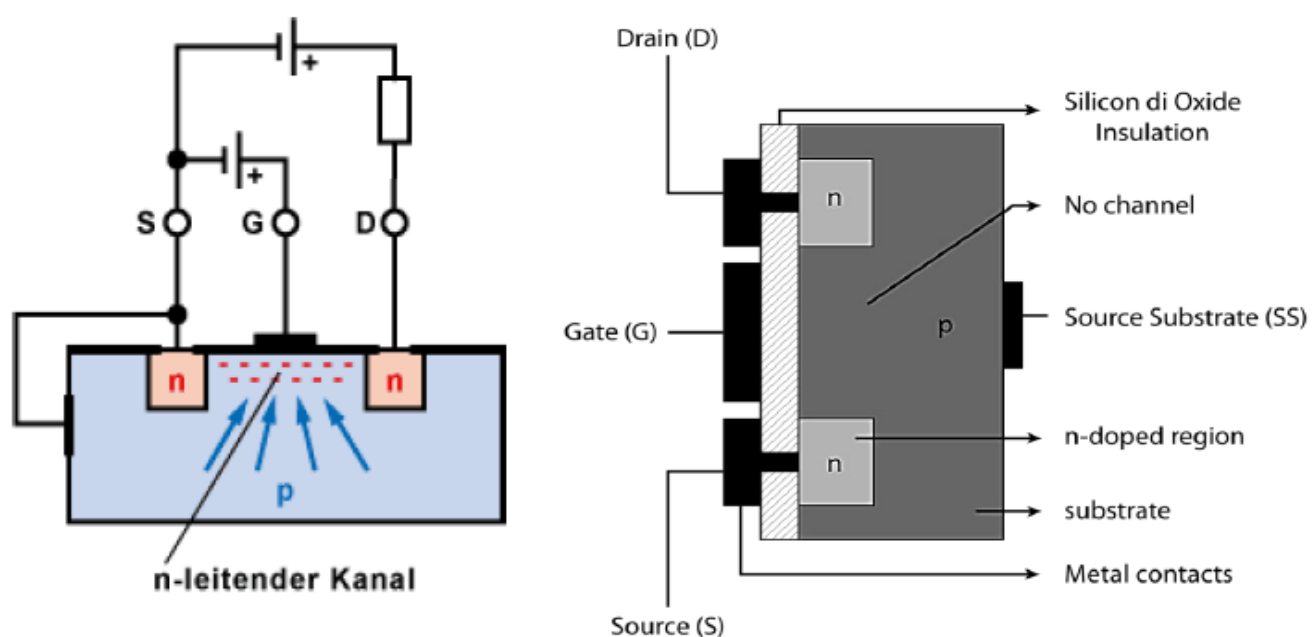 +
+
S
G
D
n
n
p
n-leitender Kanal
Drain (D)
Silicon di Oxide
Insulation
n
No channel
Gate (G)
p
Source Substrate (SS)
n
n-doped region
substrate
Metal contacts
Source (S)